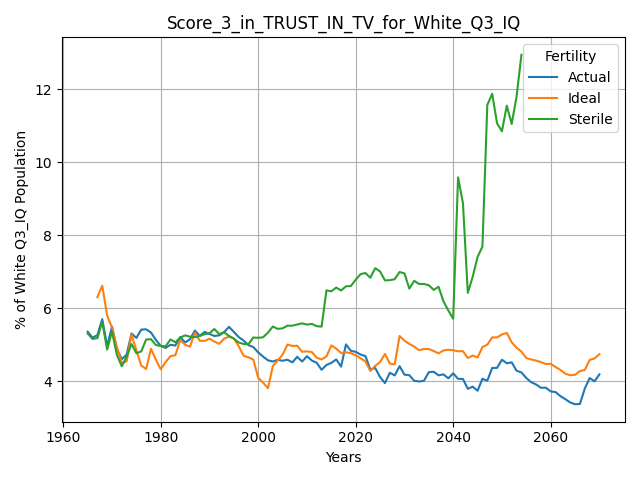 Score_3_in_TRUST_IN_TV_for_White_Q3_IQ
Fertility
Actual
Ideal
Sterile
% of White Q3_IQ Population
12
10
8
6
4
1960
1980
2000
2020
2040
2060
Years